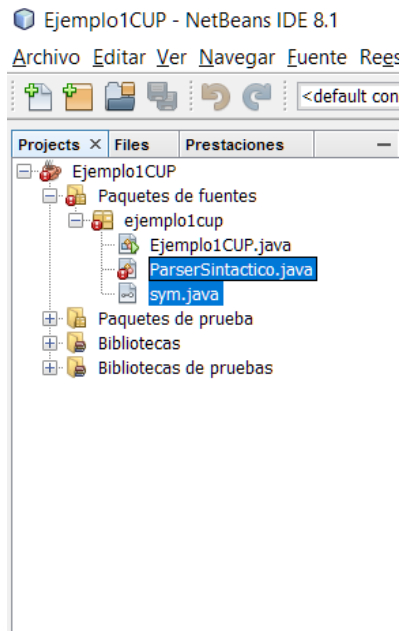 Ejemplo1CUP - NetBeans IDE 8.1
Archivo Editar Ver Navegar Fuente Rees
<default con
Projects × Files Prestaciones
Ejemplo1CUP
Paquetes de fuentes
ejemplo1cup
Ejemplo1CUP.java
ParserSintactico.java
sym.java
Paquetes de prueba
Bibliotecas
Bibliotecas de pruebas